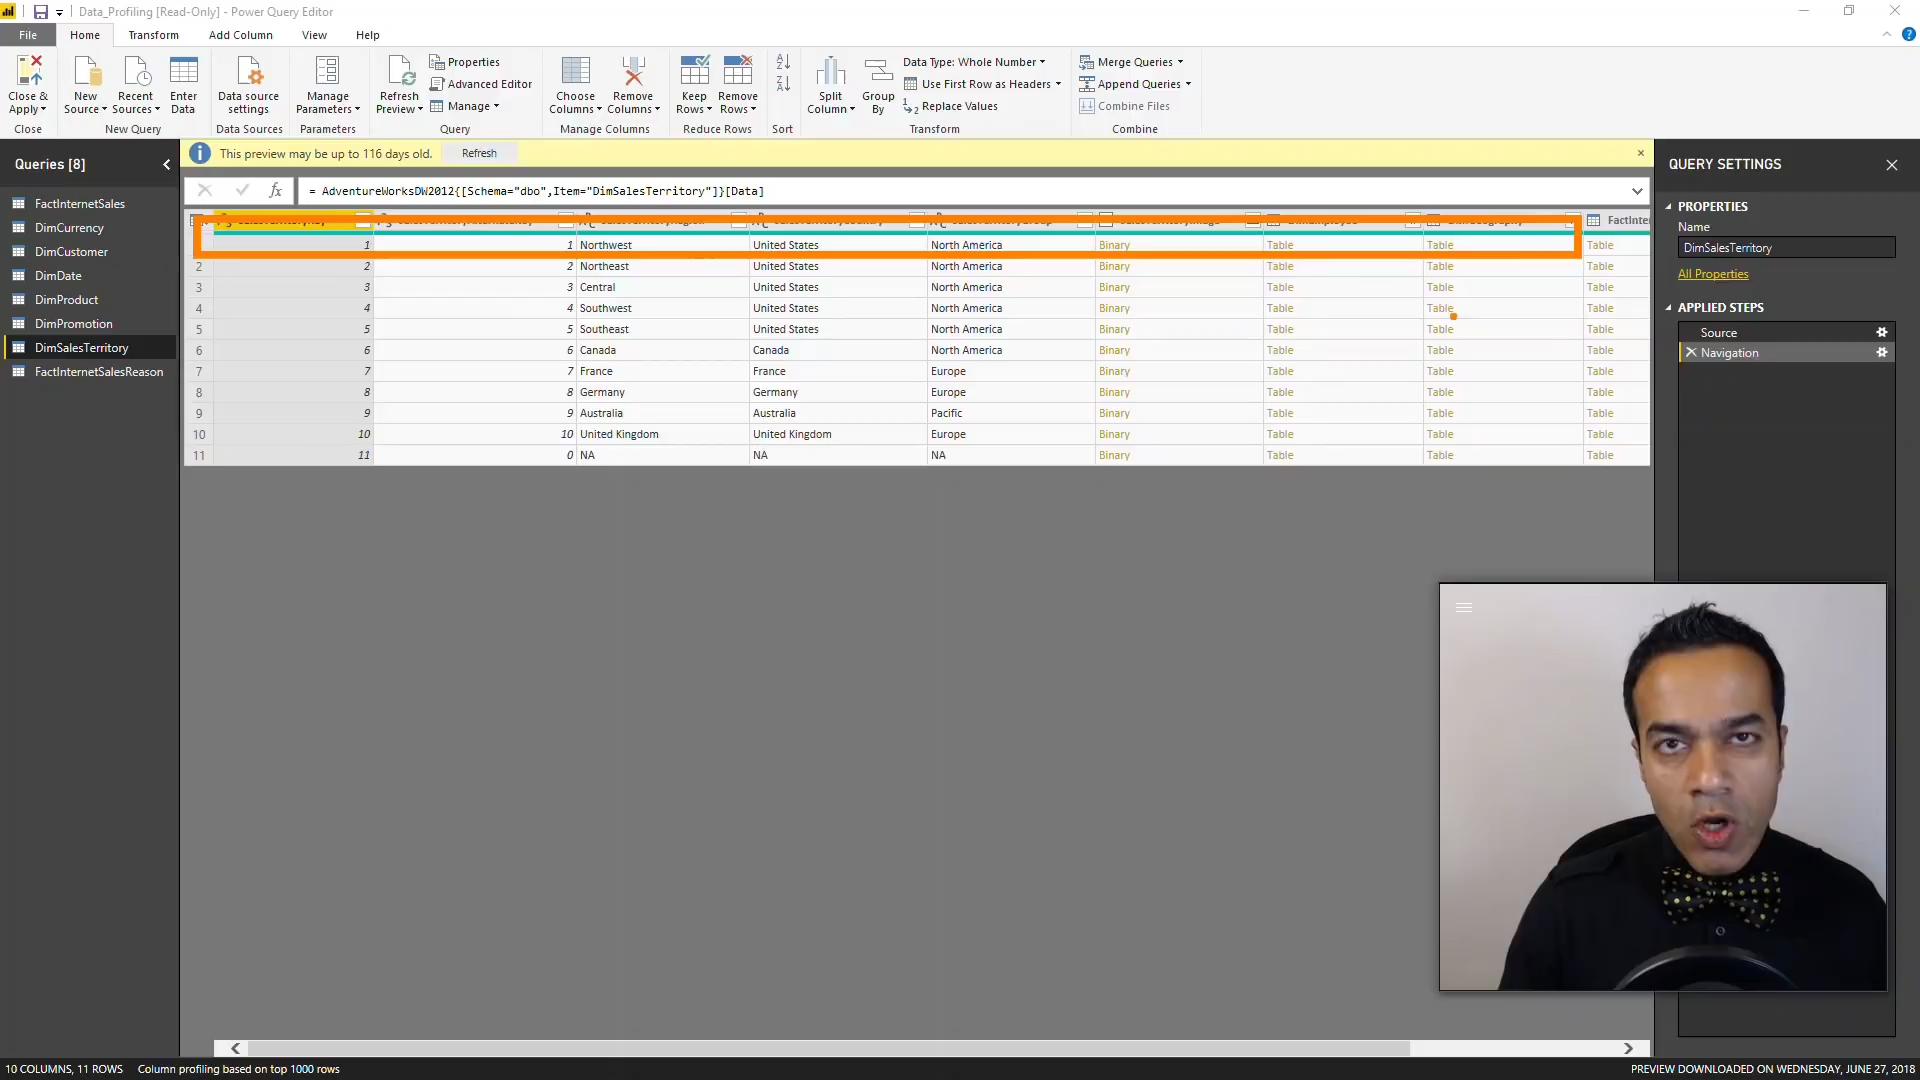 Data_Profiling [Read-Only] - Power Query Editor
File Home Transform Add Column View Help
Close & Apply
New Source
Recent Sources
Enter Data
Data source settings
Manage Parameters
Refresh Preview
Properties
Advanced Editor
Manage
Choose Columns
Remove Columns
Keep Rows
Remove Rows
Split Column
Group By
Data Type: Whole Number
Use First Row as Headers
1 2 Replace Values
Merge Queries
Append Queries
Combine Files
Close New Query Data Sources Parameters Query Manage Columns Reduce Rows Sort Transform Combine
Queries [8]
FactInternetSales
DimCurrency
DimCustomer
DimDate
DimProduct
DimPromotion
DimSalesTerritory
FactInternetSalesReason
This preview may be up to 116 days old. Refresh
fx = AdventureWorksDW2012{[Schema="dbo",Item="DimSalesTerritory"]}[Data]
FactInter
1 1 Northwest United States North America Binary Table Table Table
2 2 2 Northeast United States North America Binary Table Table Table
3 3 3 Central United States North America Binary Table Table Table
4 4 4 Southwest United States North America Binary Table Table Table
5 5 5 Southeast United States North America Binary Table Table Table
6 6 6 Canada Canada North America Binary Table Table Table
7 7 7 France France Europe Binary Table Table Table
8 8 8 Germany Germany Europe Binary Table Table Table
9 9 9 Australia Australia Pacific Binary Table Table Table
10 10 10 United Kingdom United Kingdom Europe Binary Table Table Table
11 11 0 NA NA NA Binary Table Table Table
QUERY SETTINGS
PROPERTIES
Name
DimSalesTerritory
All Properties
APPLIED STEPS
Source
Navigation
10 COLUMNS, 11 ROWS Column profiling based on top 1000 rows
PREVIEW DOWNLOADED ON WEDNESDAY, JUNE 27, 2018